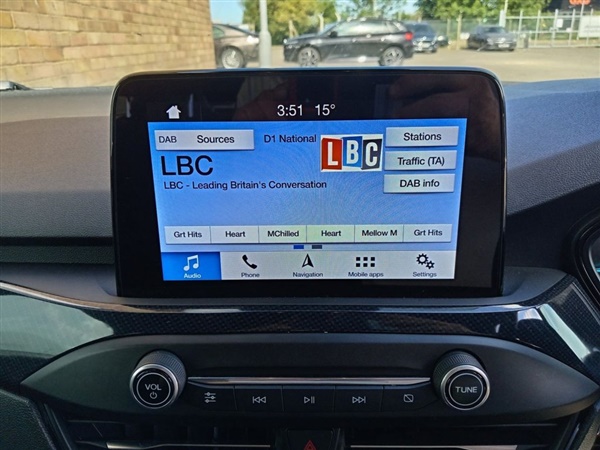 3:51 15°
DAB Sources
D1 National
LBC
Stations
LBC
Traffic (TA)
LBC - Leading Britain's Conversation
DAB info
Grt Hits Heart MChilled Heart Mellow M Grt Hits
Audio Phone Navigation Mobile apps Settings
VOL
TUNE